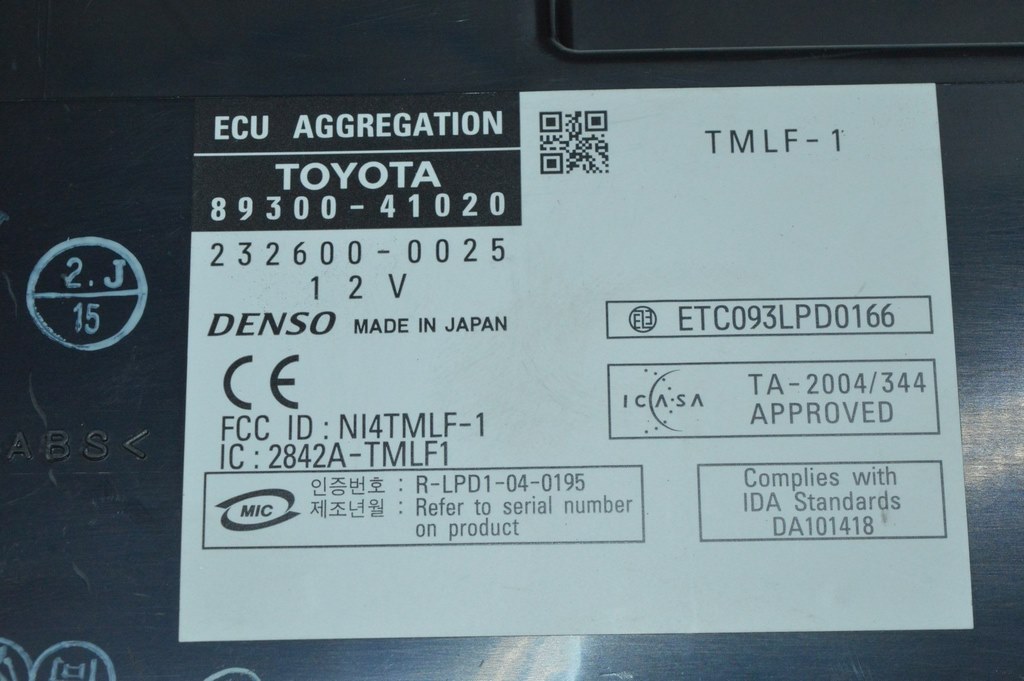 ECU AGGREGATION
TOYOTA
89300-41020
232600-0025
12V
DENSO MADE IN JAPAN
CE
FCC ID : NI4TMLF-1
IC : 2842A-TMLF1
MIC
인증번호 : R-LPD1-04-0195
제조년월 : Refer to serial number
on product
TMLF-1
ETC093LPD0166
ICASA
TA-2004/344
APPROVED
Complies with
IDA Standards
DA101418
2.J
15
ABS<